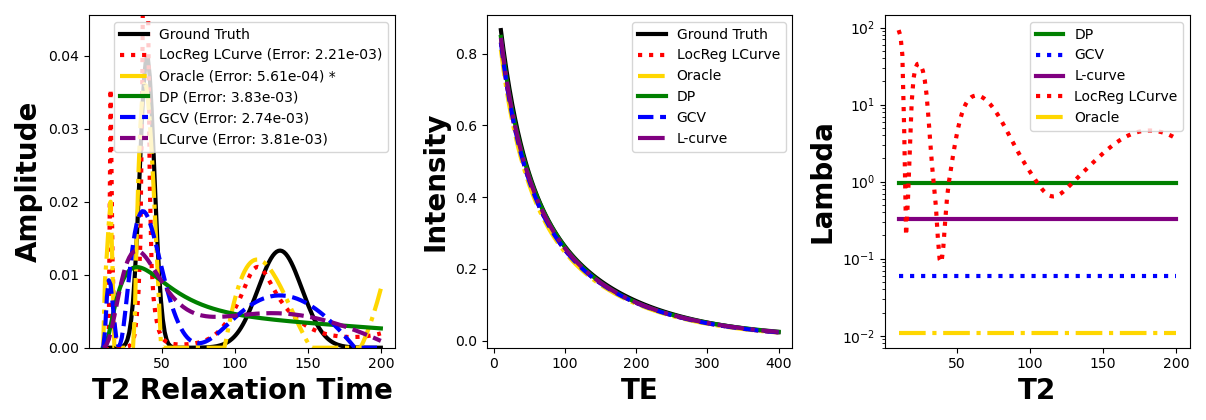 Amplitude
0.04
0.03
0.02
0.01
0.00
50
100
150
200
T2 Relaxation Time
Ground Truth
LocReg LCurve (Error: 2.21e-03)
Oracle (Error: 5.61e-04) *
DP (Error: 3.83e-03)
GCV (Error: 2.74e-03)
LCurve (Error: 3.81e-03)
Intensity
0.8
0.6
0.4
0.2
0.0
0
100
200
300
400
TE
Ground Truth
LocReg LCurve
Oracle
DP
GCV
L-curve
Lambda
10²
10¹
10⁰
10⁻¹
10⁻²
50
100
150
200
T2
DP
GCV
L-curve
LocReg LCurve
Oracle